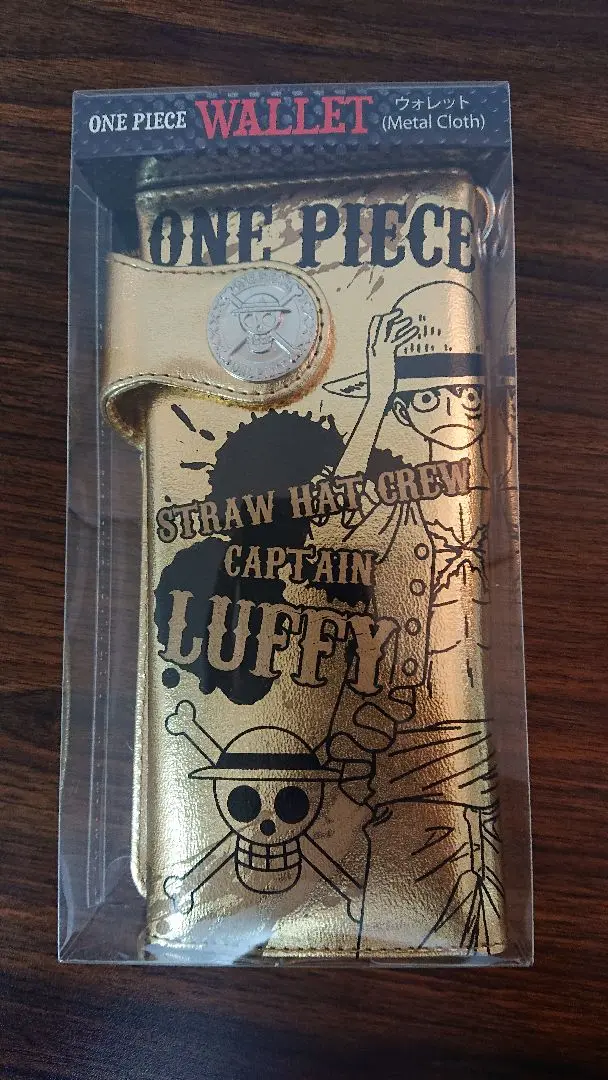 ONE PIECE WALLET ウォレット
(Metal Cloth)
ONE PIECE
STRAW HAT CREW
CAPTAIN
LUFFY